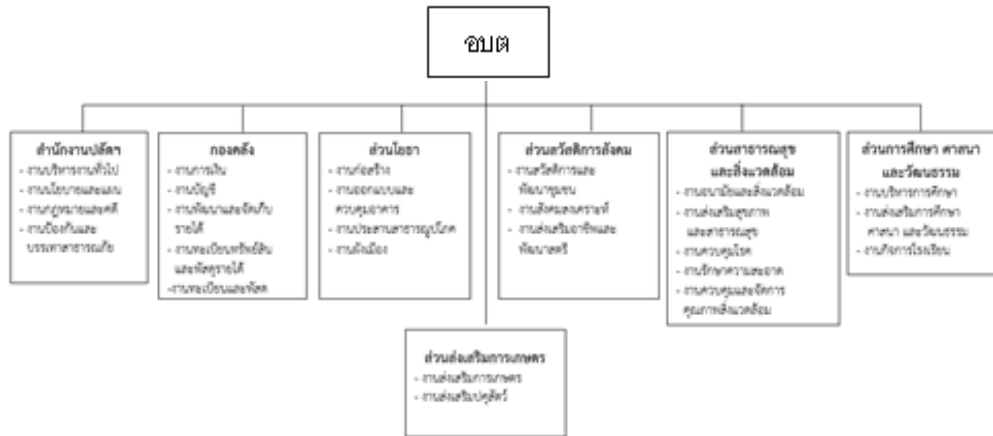 อบต
สำนักงานปลัดฯ
- งานบริหารงานทั่วไป
- งานนโยบายและแผน
- งานกฎหมายและคดี
- งานป้องกันและ
บรรเทาสาธารณภัย
กองคลัง
- งานการเงิน
- งานบัญชี
- งานพัฒนาและจัดเก็บ
รายได้
- งานทะเบียนทรัพย์สิน
และพัสดุรายได้
-งานทะเบียนและพัสด
ส่วนโยธา
- งานก่อสร้าง
- งานออกแบบและ
ควบคุมอาคาร
- งานประสานสาธารณูปโภค
- งานผังเมือง
ส่วนสวัสดิการสังคม
- งานสวัสดิการและ
พัฒนาชุมชน
- งานสังคมสงเคราะห์
- งานส่งเสริมอาชีพและ
พัฒนาสตรี
ส่วนสาธารณสุข
และสิ่งแวดล้อม
- งานอนามัยและสิ่งแวดล้อม
- งานส่งเสริมสุขภาพ
และสาธารณสุข
- งานควบคุมโรค
- งานรักษาความสะอาด
- งานควบคุมและจัดการ
คุณภาพสิ่งแวดล้อม
ส่วนการศึกษา ศาสนา
และวัฒนธรรม
- งานบริหารการศึกษา
- งานส่งเสริมการศึกษา
ศาสนา และวัฒนธรรม
- งานกิจการโรงเรียน
ส่วนส่งเสริมการเกษตร
- งานส่งเสริมการเกษตร
- งานส่งเสริมปศุสัตว์